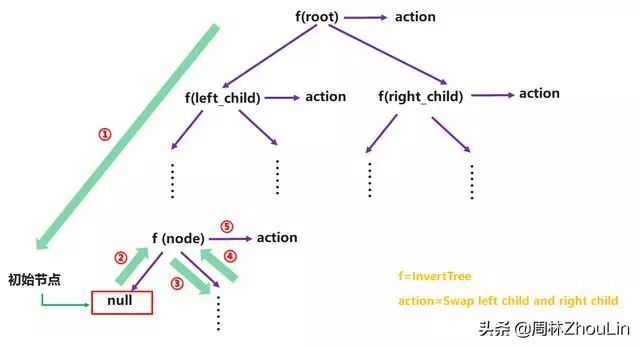 f(root)
action
f(left_child)
action
f(right_child)
action
①
f (node)
⑤
action
②
③
④
初始节点
null
f=InvertTree
action=Swap left child and right child
头条 @周林ZhouLin